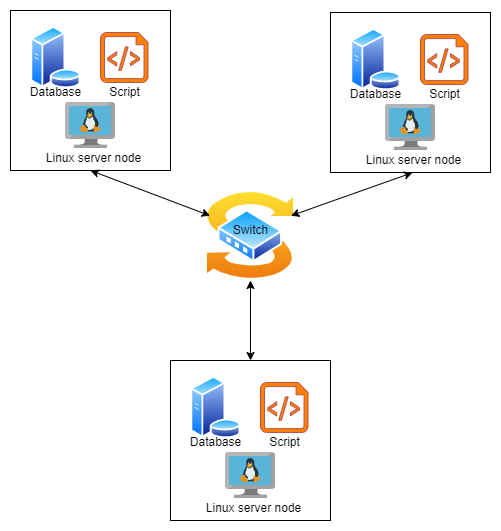 Database
Script
Linux server node
Database
Script
Linux server node
Switch
Database
Script
Linux server node